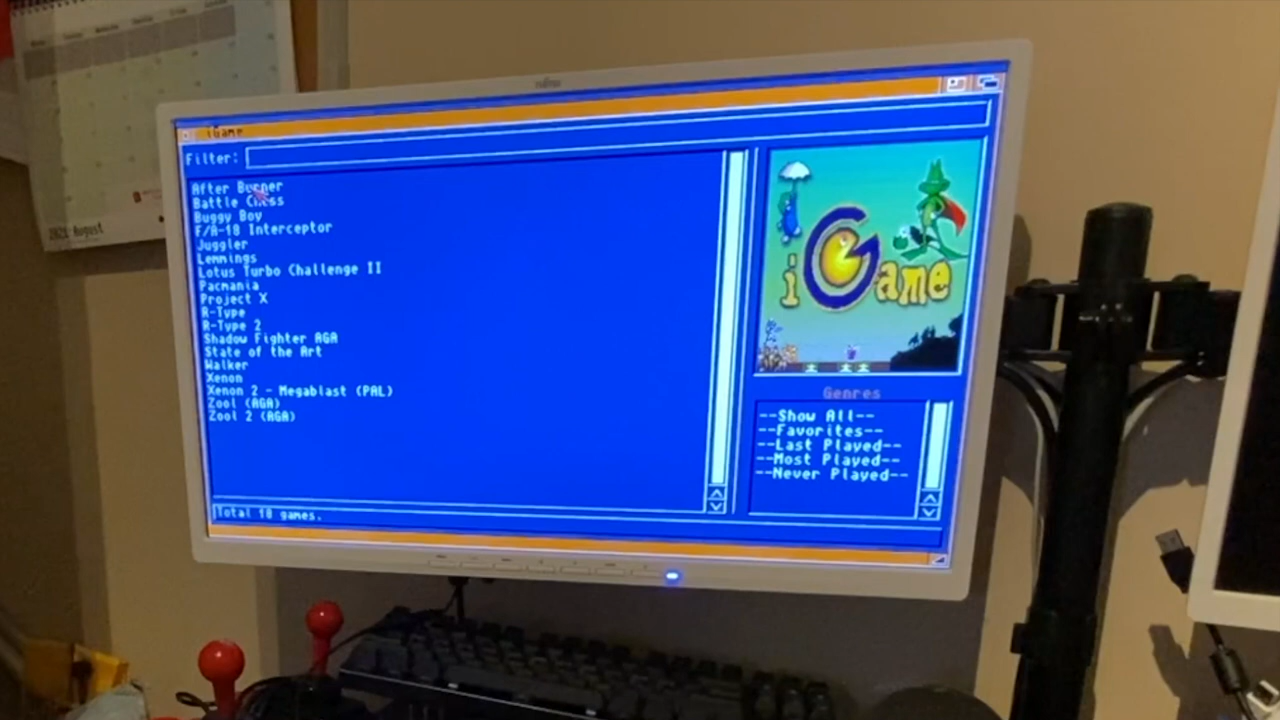 FUJITSU
iGame
Filter:
After Burner
Battle Chess
Buggy Boy
F/A-18 Interceptor
Juggler
Lemmings
Lotus Turbo Challenge II
Pacmania
Project X
R-Type
R-Type 2
Shadow Fighter AGA
State of the Art
Walker
Xenon
Xenon 2 - Megablast (PAL)
Zool (AGA)
Zool 2 (AGA)
Total 18 games.
iGame
Genres
--Show All--
--Favorites--
--Last Played--
--Most Played--
--Never Played--
August